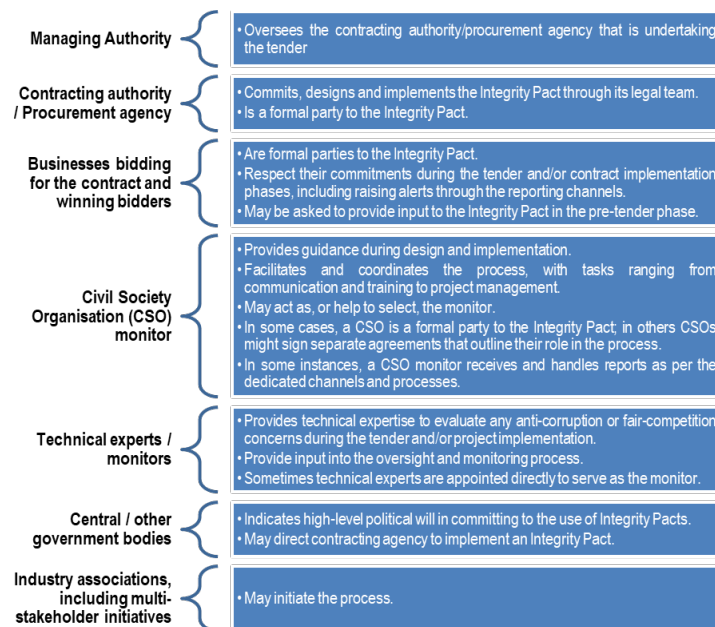 Managing Authority
• Oversees the contracting authority/procurement agency that is undertaking
the tender
Contracting authority
/ Procurement agency
• Commits, designs and implements the Integrity Pact through its legal team.
• Is a formal party to the Integrity Pact.
Businesses bidding
for the contract and
winning bidders
• Are formal parties to the Integrity Pact.
• Respect their commitments during the tender and/or contract implementation
phases, including raising alerts through the reporting channels.
• May be asked to provide input to the Integrity Pact in the pre-tender phase.
Civil Society
Organisation (CSO)
monitor
• Provides guidance during design and implementation.
• Facilitates and coordinates the process, with tasks ranging from
communication and training to project management.
• May act as, or help to select, the monitor.
• In some cases, a CSO is a formal party to the Integrity Pact; in others CSOs
might sign separate agreements that outline their role in the process.
• In some instances, a CSO monitor receives and handles reports as per the
dedicated channels and processes.
Technical experts /
monitors
• Provides technical expertise to evaluate any anti-corruption or fair-competition
concerns during the tender and/or project implementation.
• Provide input into the oversight and monitoring process.
• Sometimes technical experts are appointed directly to serve as the monitor.
Central / other
government bodies
• Indicates high-level political will in committing to the use of Integrity Pacts.
• May direct contracting agency to implement an Integrity Pact.
Industry associations,
including multi-
stakeholder initiatives
• May initiate the process.